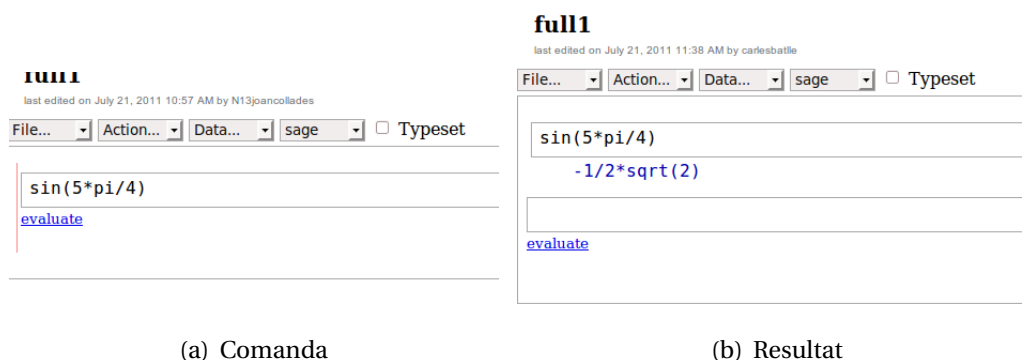 full1
last edited on July 21, 2011 10:57 AM by N13joancollades
File... Action... Data... sage Typeset
sin(5*pi/4)
evaluate
(a) Comanda
full1
last edited on July 21, 2011 11:38 AM by carlesbatlle
File... Action... Data... sage Typeset
sin(5*pi/4)
-1/2*sqrt(2)
evaluate
(b) Resultat